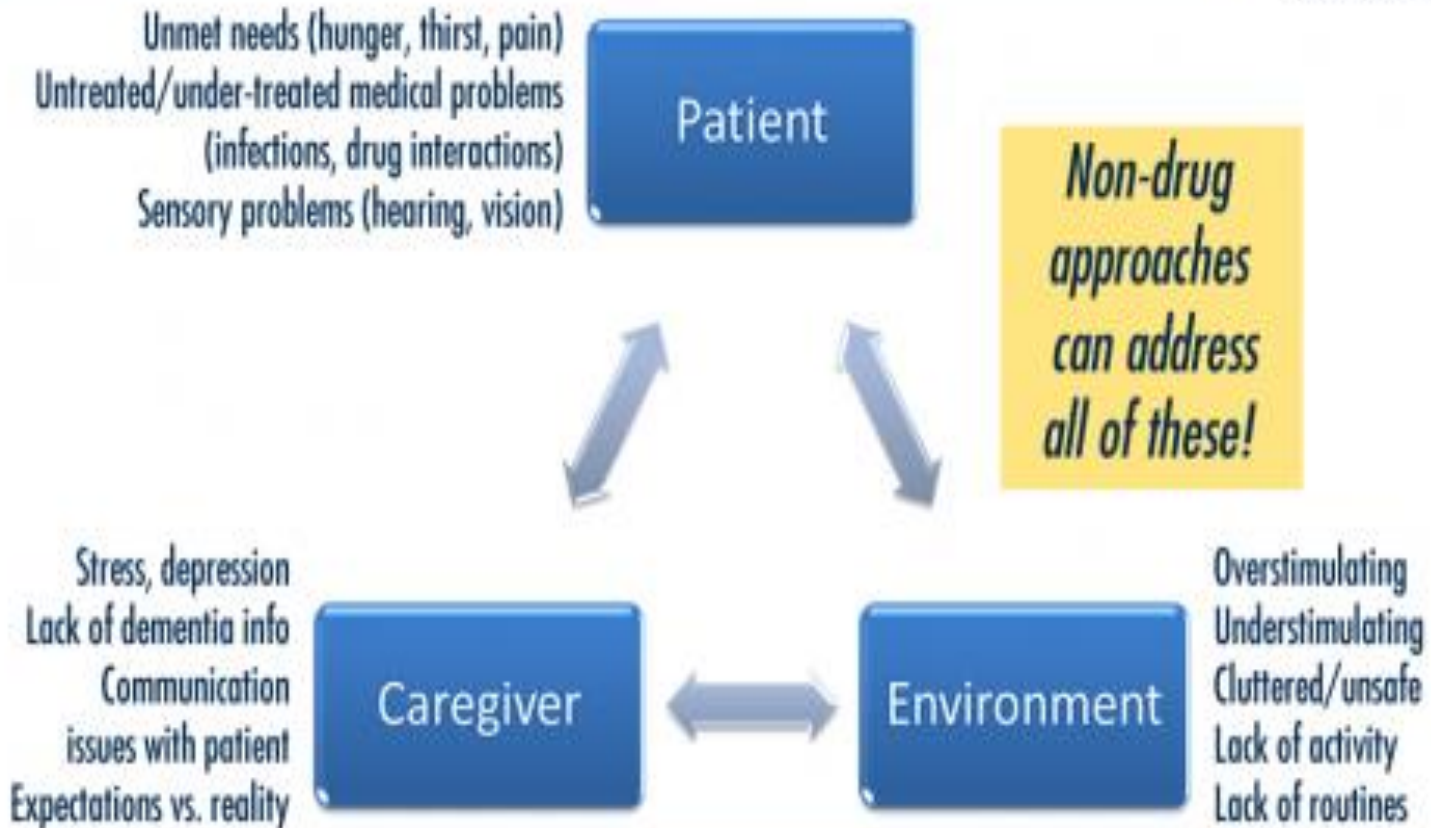 Unmet needs (hunger, thirst, pain)
Untreated/under-treated medical problems
(infections, drug interactions)
Sensory problems (hearing, vision)
Patient
Non-drug
approaches
can address
all of these!
Stress, depression
Lack of dementia info
Communication
issues with patient
Expectations vs. reality
Caregiver
Environment
Overstimulating
Understimulating
Cluttered/unsafe
Lack of activity
Lack of routines